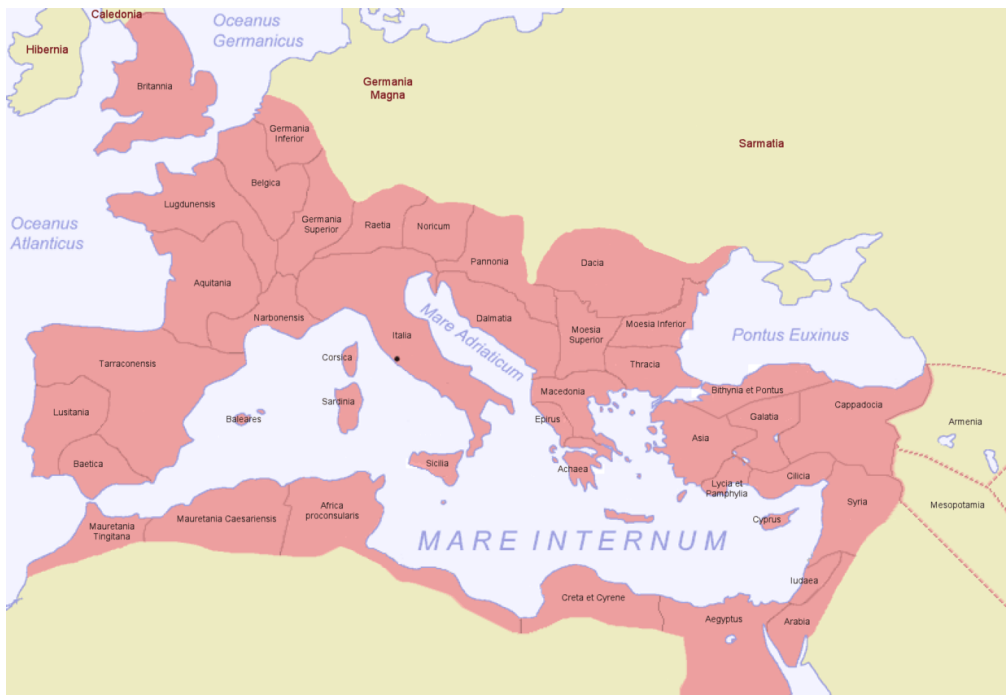 Caledonia
Oceanus
Germanicus
Hibernia
Britannia
Germania
Magna
Germania
Inferior
Sarmatia
Belgica
Lugdunensis
Oceanus
Atlanticus
Germania
Superior
Raetia
Noricum
Pannonia
Dacia
Aquitania
Narbonensis
Mare Adriaticum
Dalmatia
Moesia
Superior
Moesia Inferior
Pontus Euxinus
Italia
Corsica
Tarraconensis
Thracia
Macedonia
Bithynia et Pontus
Cappadocia
Sardinia
Lusitania
Baleares
Epirus
Galatia
Armenia
Asia
Baetica
Sicilia
Achaea
Lycia et
Pamphylia
Cilicia
Syria
Mesopotamia
Africa
proconsularis
Mauretania Caesariensis
Mauretania
Tingitana
Cyprus
MARE INTERNUM
Iudaea
Creta et Cyrene
Aegyptus
Arabia